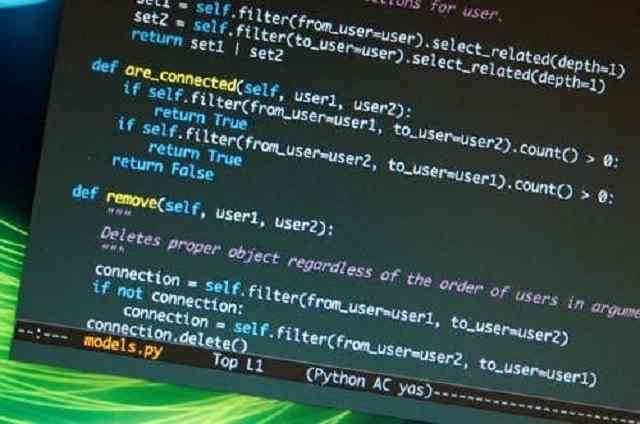 ctions for user.
set1 = self.filter(from_user=user).select_related(depth=1)
set2 = self.filter(to_user=user).select_related(depth=1)
return set1 | set2
def are_connected(self, user1, user2):
if self.filter(from_user=user1, to_user=user2).count() > 0:
return True
if self.filter(from_user=user2, to_user=user1).count() > 0:
return True
return False
def remove(self, user1, user2):
"""
Deletes proper object regardless of the order of users in argume
"""
connection = self.filter(from_user=user1, to_user=user2)
if not connection:
connection = self.filter(from_user=user2, to_user=user1)
connection.delete()
--:--- models.py Top L1 (Python AC yas)--------------------